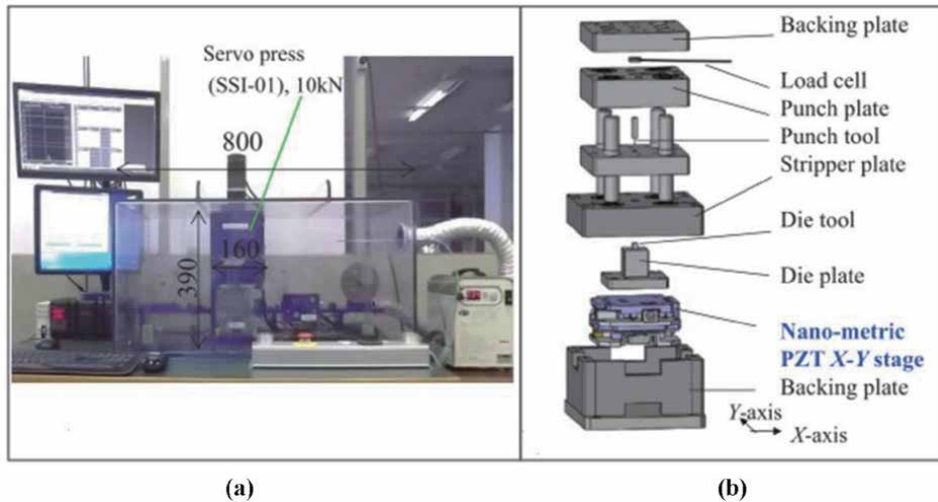 Servo press
(SSI-01), 10kN
800
390
160
Backing plate
Load cell
Punch plate
Punch tool
Stripper plate
Die tool
Die plate
Nano-metric
PZT X-Y stage
Backing plate
Y-axis
X-axis
(a)
(b)